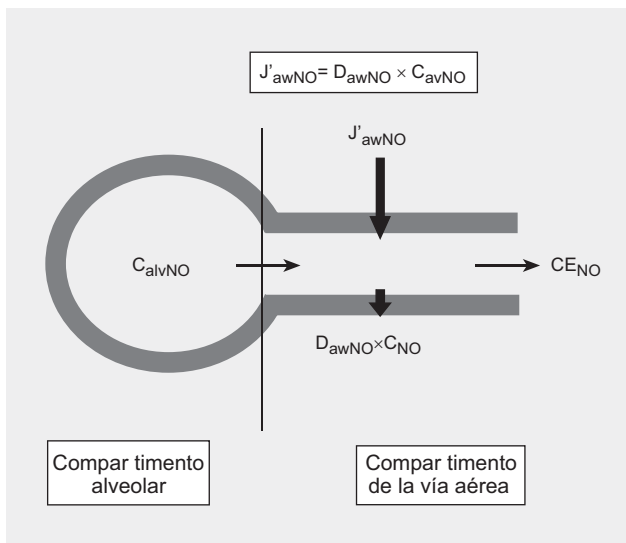 J'awNO= DawNO × CavNO
J'awNO
CalvNO
CENO
DawNO×CNO
Compar timento
alveolar
Compar timento
de la vía aérea